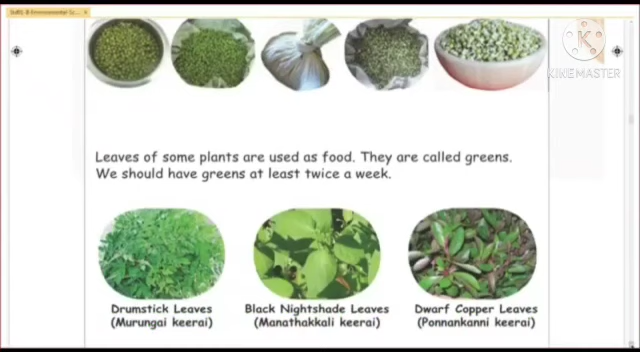 KINEMASTER
Leaves of some plants are used as food. They are called greens.
We should have greens at least twice a week.
Drumstick Leaves
(Murungai keerai)
Black Nightshade Leaves
(Manathakkali keerai)
Dwarf Copper Leaves
(Ponnankanni keerai)